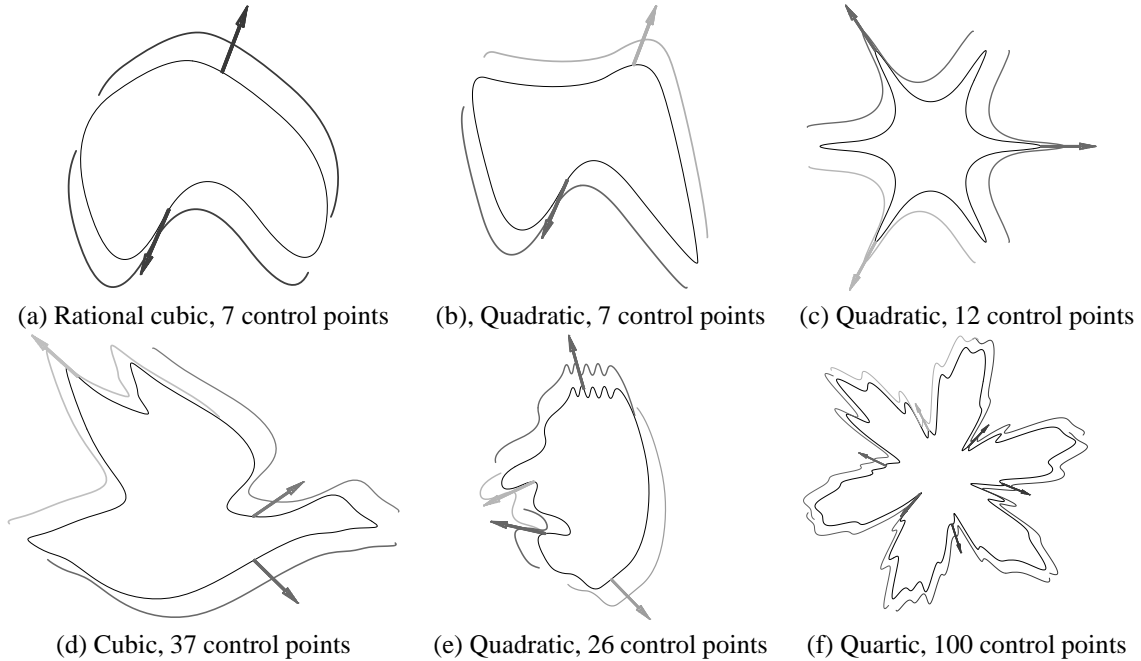 (a) Rational cubic, 7 control points
(b), Quadratic, 7 control points
(c) Quadratic, 12 control points
(d) Cubic, 37 control points
(e) Quadratic, 26 control points
(f) Quartic, 100 control points